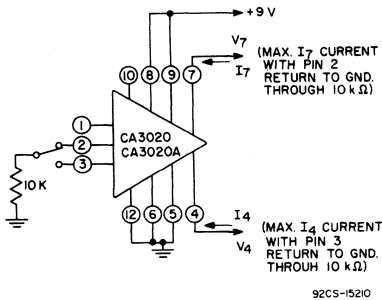 +9 V
V7
I7
(MAX. I7 CURRENT
WITH PIN 2
RETURN TO GND.
THROUGH 10 kΩ)
10
8
9
7
1
2
3
CA3020
CA3020A
10K
12
6
5
4
I4
V4
(MAX. I4 CURRENT
WITH PIN 3
RETURN TO GND.
THROUH 10 kΩ)
92CS-15210